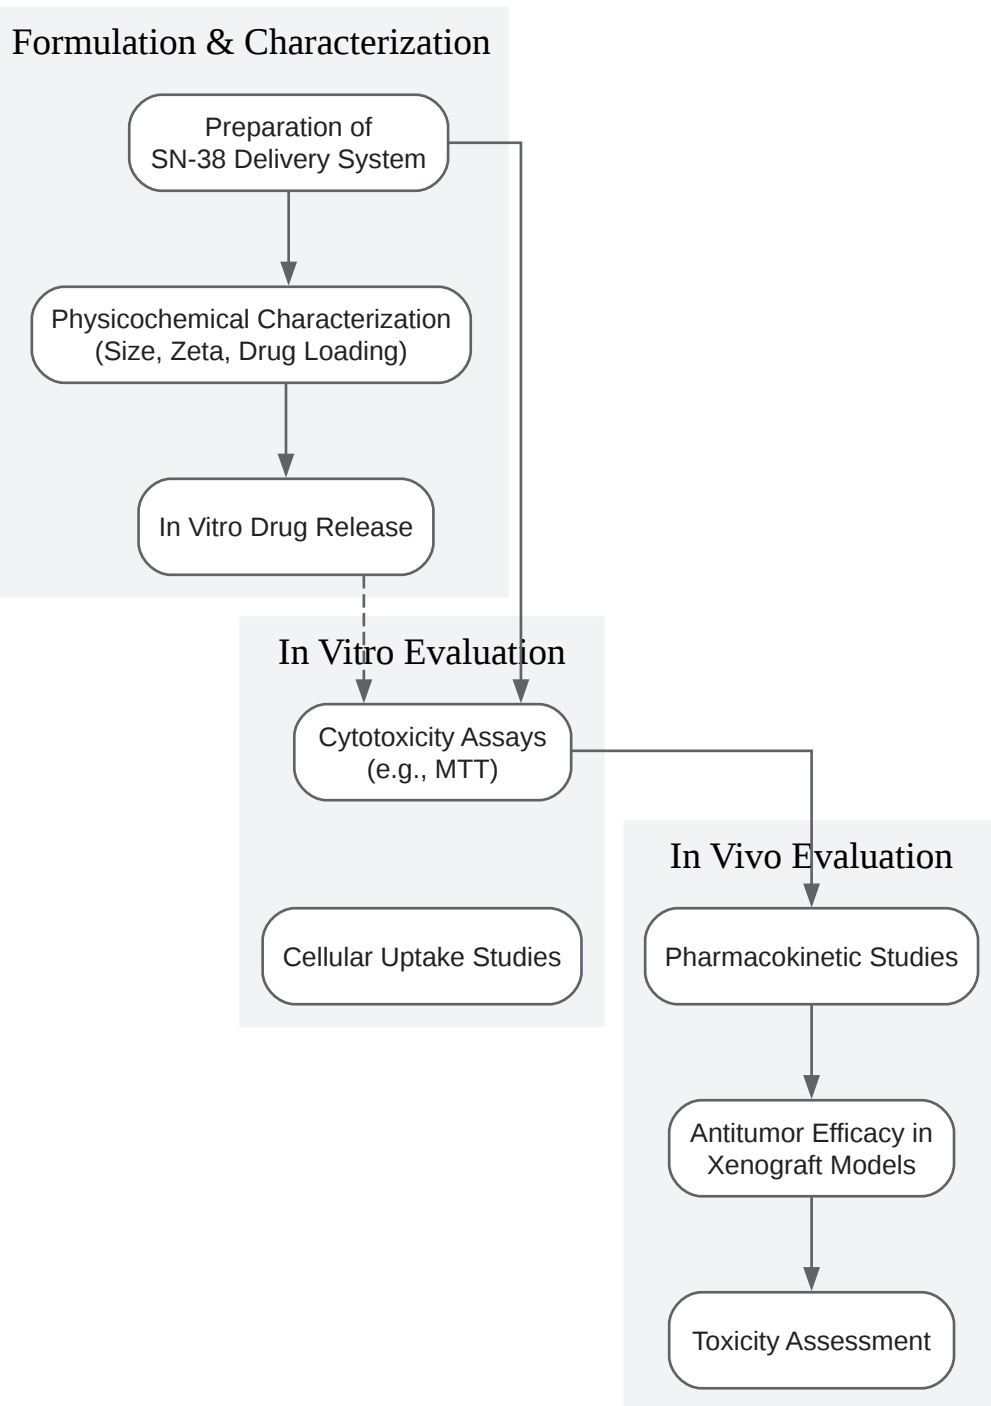 Formulation & Characterization
Preparation of
SN-38 Delivery System
Physicochemical Characterization
(Size, Zeta, Drug Loading)
In Vitro Drug Release
In Vitro Evaluation
Cytotoxicity Assays
(e.g., MTT)
Cellular Uptake Studies
In Vivo Evaluation
Pharmacokinetic Studies
Antitumor Efficacy in
Xenograft Models
Toxicity Assessment